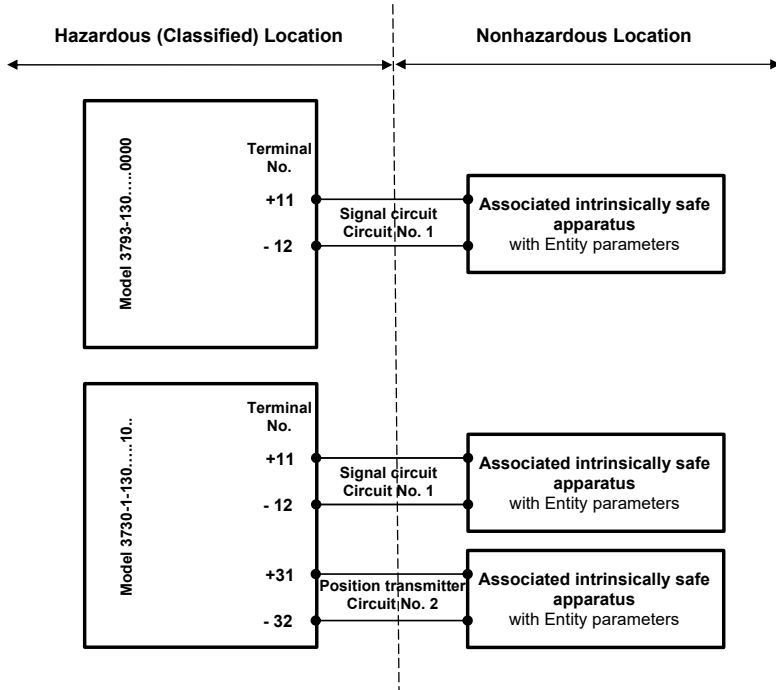 Hazardous (Classified) Location
Nonhazardous Location
Model 3793-130.....0000
Terminal
No.
+11
- 12
Signal circuit
Circuit No. 1
Associated intrinsically safe
apparatus
with Entity parameters
Model 3730-1-130.....10..
Terminal
No.
+11
- 12
Signal circuit
Circuit No. 1
Associated intrinsically safe
apparatus
with Entity parameters
+31
- 32
Position transmitter
Circuit No. 2
Associated intrinsically safe
apparatus
with Entity parameters